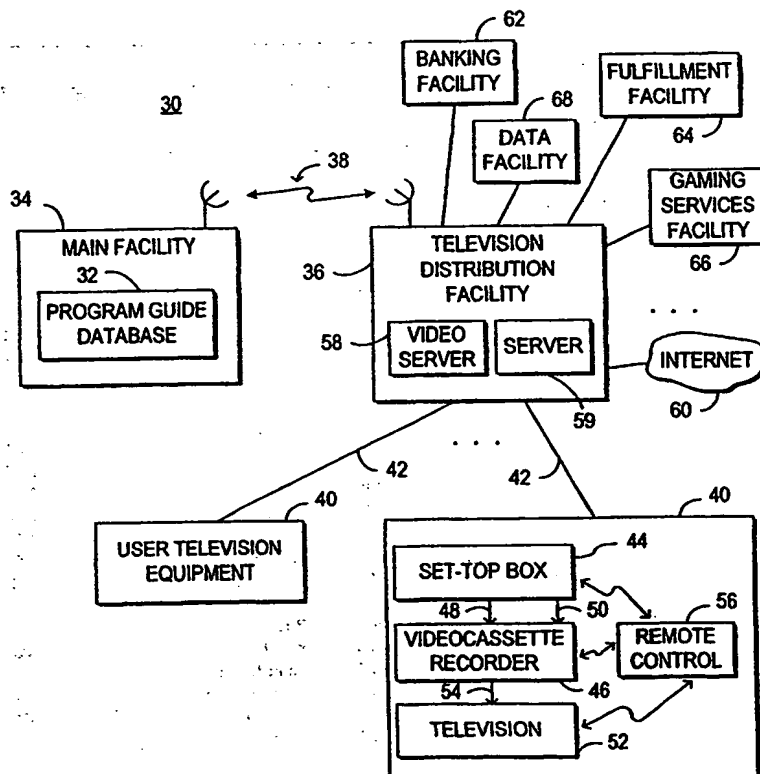 62
BANKING
FACILITY
68
DATA
FACILITY
FULFILLMENT
FACILITY
64
30
38
GAMING
SERVICES
FACILITY
66
34
MAIN FACILITY
32
PROGRAM GUIDE
DATABASE
36
TELEVISION
DISTRIBUTION
FACILITY
58
VIDEO
SERVER
SERVER
59
. . .
INTERNET
60
. . .
42
42
40
USER TELEVISION
EQUIPMENT
40
44
SET-TOP BOX
48
50
56
VIDEOCASSETTE
RECORDER
REMOTE
CONTROL
54
46
TELEVISION
52